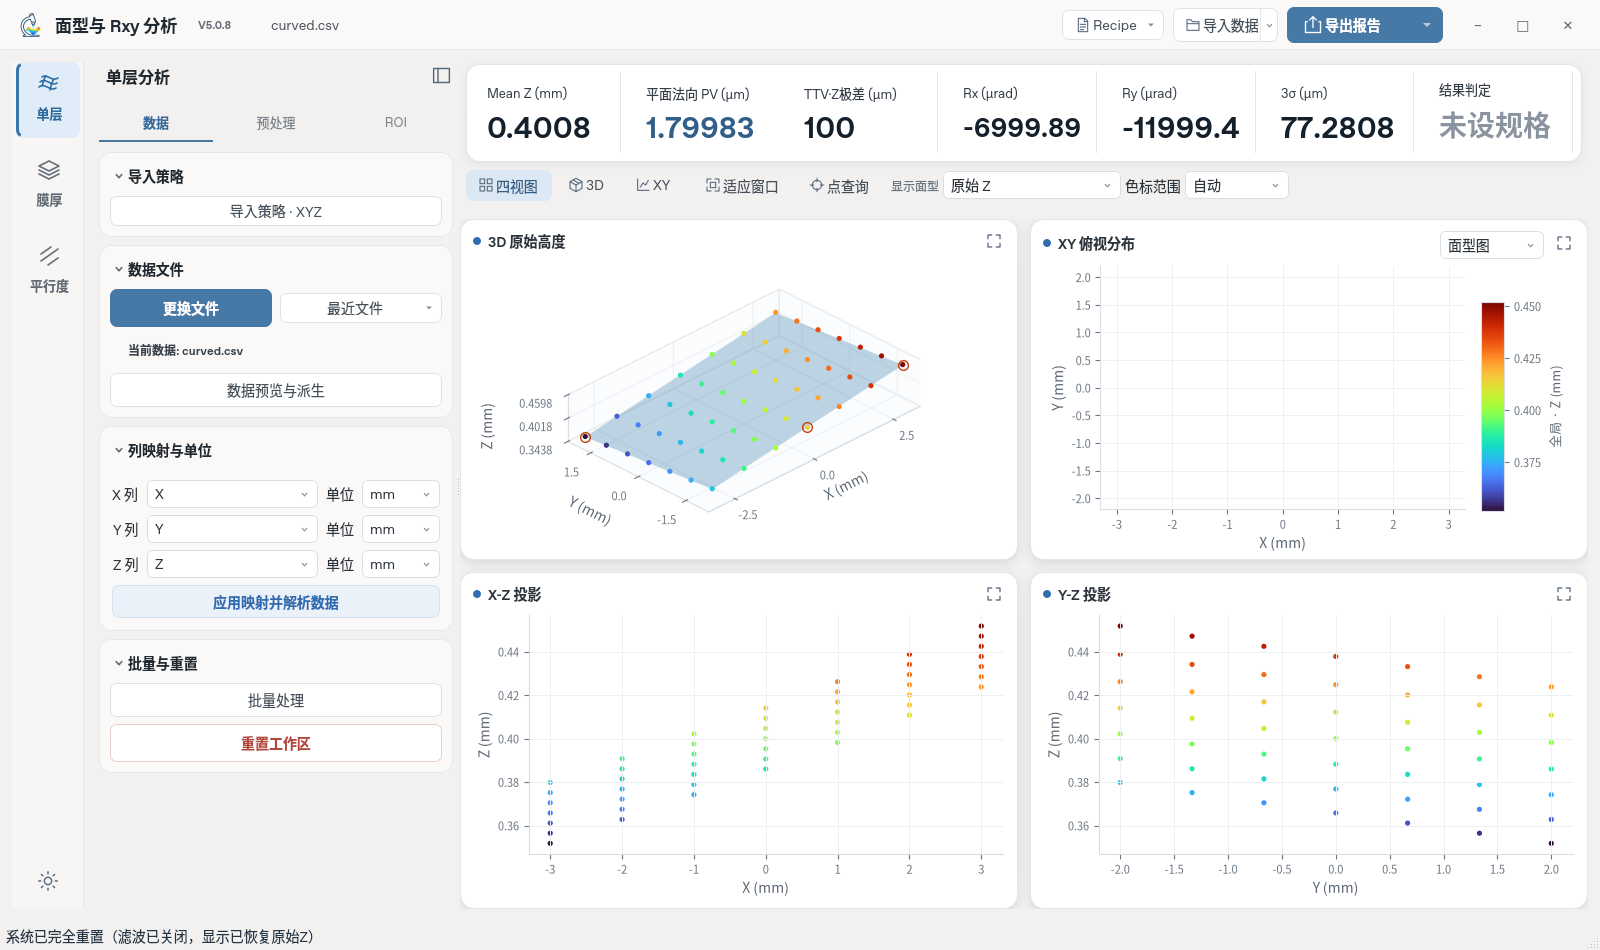 面型与 Rxy 分析 V5.0.8 curved.csv Recipe 导入数据 导出报告
单层
膜厚
平行度
单层分析
数据 预处理 ROI
导入策略
导入策略 · XYZ
数据文件
更换文件 最近文件
当前数据: curved.csv
数据预览与派生
列映射与单位
X 列 X 单位 mm
Y 列 Y 单位 mm
Z 列 Z 单位 mm
应用映射并解析数据
批量与重置
批量处理
重置工作区
Mean Z (mm) 平面法向 PV (μm) TTV·Z极差 (μm) Rx (μrad) Ry (μrad) 3σ (μm) 结果判定
0.4008 1.79983 100 -6999.89 -11999.4 77.2808 未设规格
四视图 3D XY 适应窗口 点查询 显示面型 原始 Z 色标范围 自动
3D 原始高度
Z (mm)
0.4598
0.4018
0.3438
1.5
0.0
-1.5
Y (mm)
-2.5
0.0
2.5
X (mm)
XY 俯视分布 面型图
Y (mm)
2.0
1.5
1.0
0.5
0.0
-0.5
-1.0
-1.5
-2.0
-3 -2 -1 0 1 2 3
X (mm)
0.450
0.425
0.400
0.375
全局 · Z (mm)
X-Z 投影
Z (mm)
0.44
0.42
0.40
0.38
0.36
-3 -2 -1 0 1 2 3
X (mm)
Y-Z 投影
Z (mm)
0.44
0.42
0.40
0.38
0.36
-2.0 -1.5 -1.0 -0.5 0.0 0.5 1.0 1.5 2.0
Y (mm)
系统已完全重置（滤波已关闭，显示已恢复原始Z）